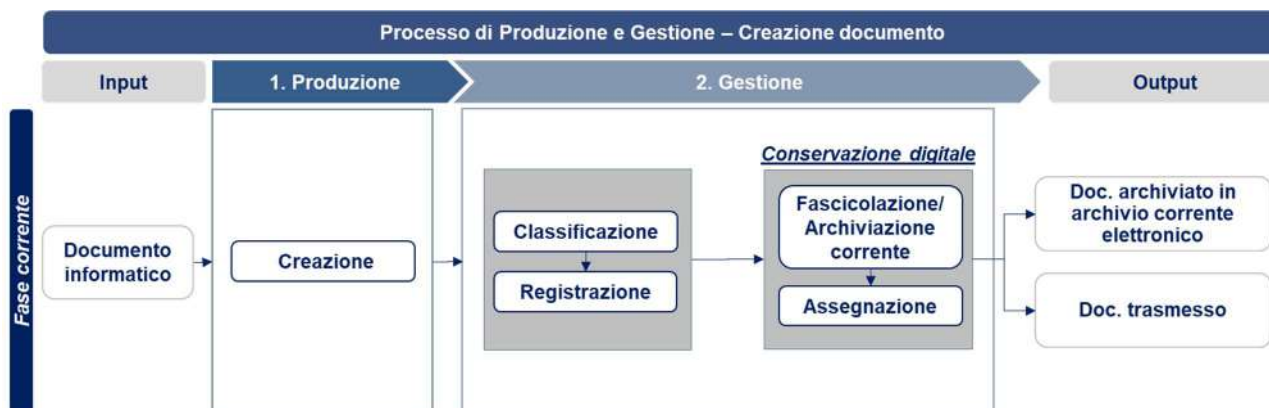 Processo di Produzione e Gestione – Creazione documento
Input
1. Produzione
2. Gestione
Output
Fase corrente
Documento
informatico
Creazione
Classificazione
Registrazione
Conservazione digitale
Fascicolazione/
Archiviazione
corrente
Assegnazione
Doc. archiviato in
archivio corrente
elettronico
Doc. trasmesso